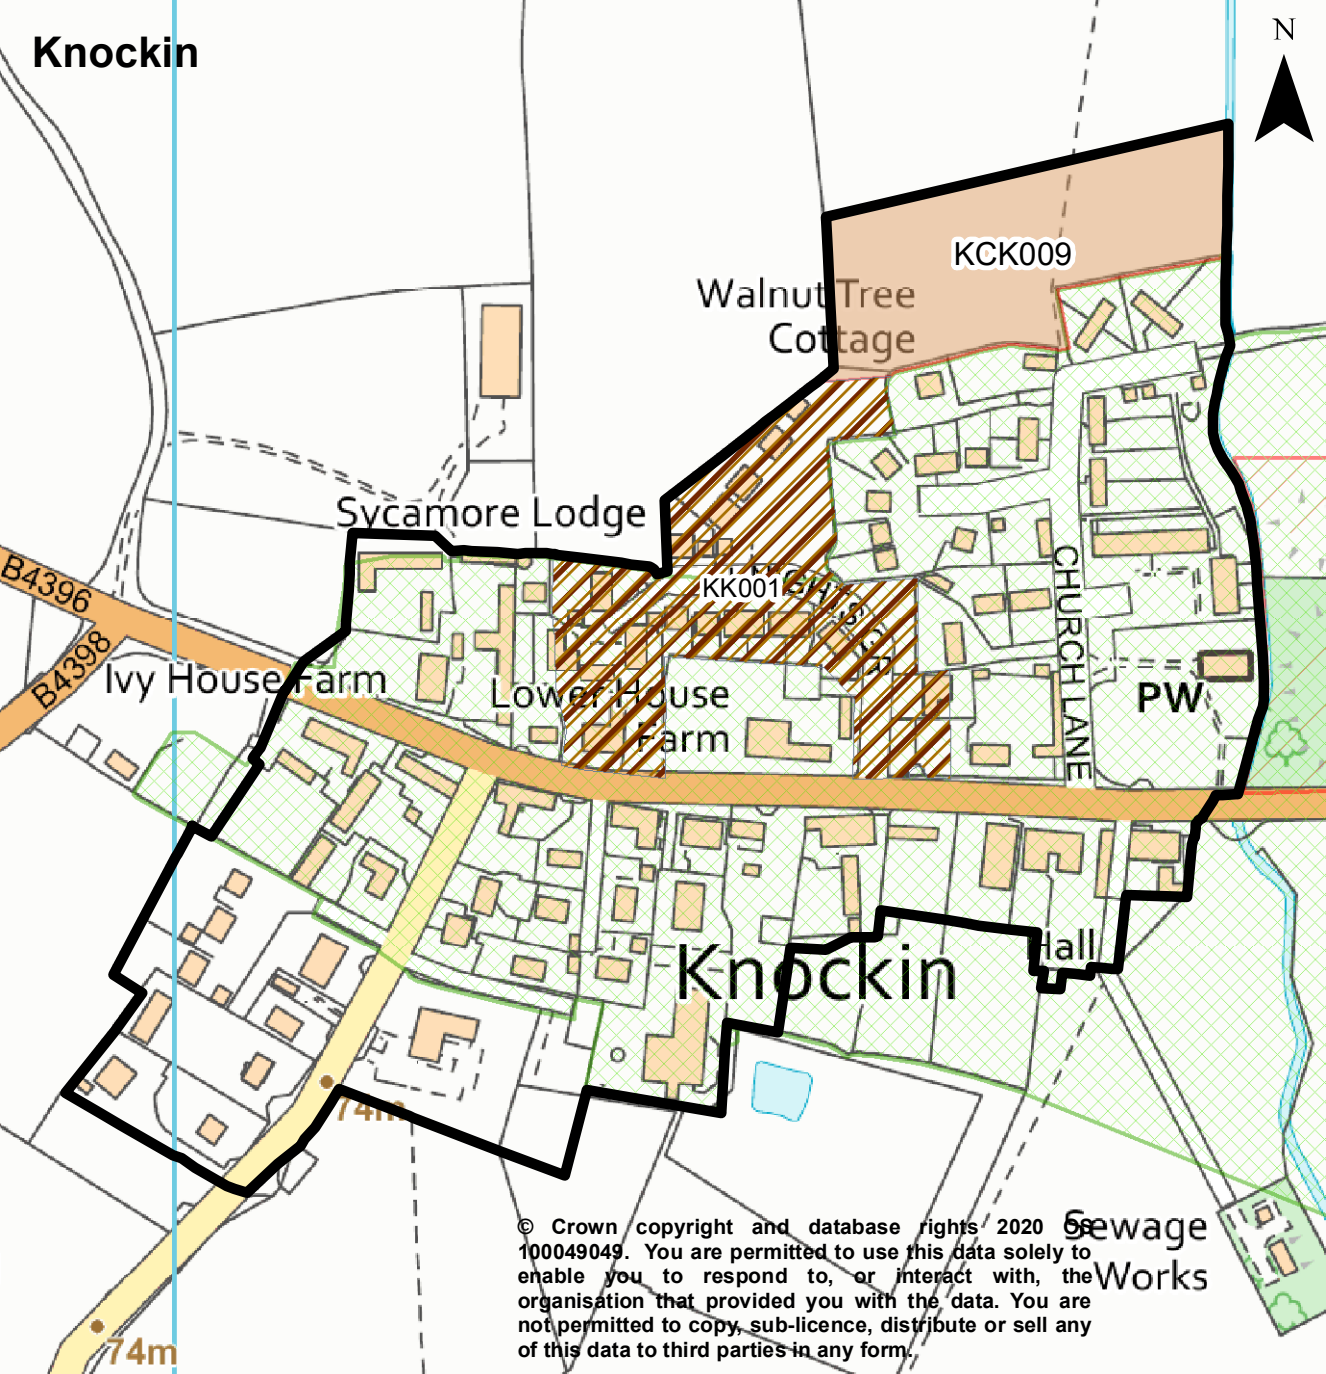 Knockin
N
KCK009
Walnut Tree
Cottage
Sycamore Lodge
B4396
B4398
KK001
CHURCH LANE
Ivy House Farm
Lower House
Farm
PW
Knockin
Hall
74m
Sewage
Works
74m
© Crown copyright and database rights 2020 OS
100049049. You are permitted to use this data solely to
enable you to respond to, or interact with, the
organisation that provided you with the data. You are
not permitted to copy, sub-licence, distribute or sell any
of this data to third parties in any form.